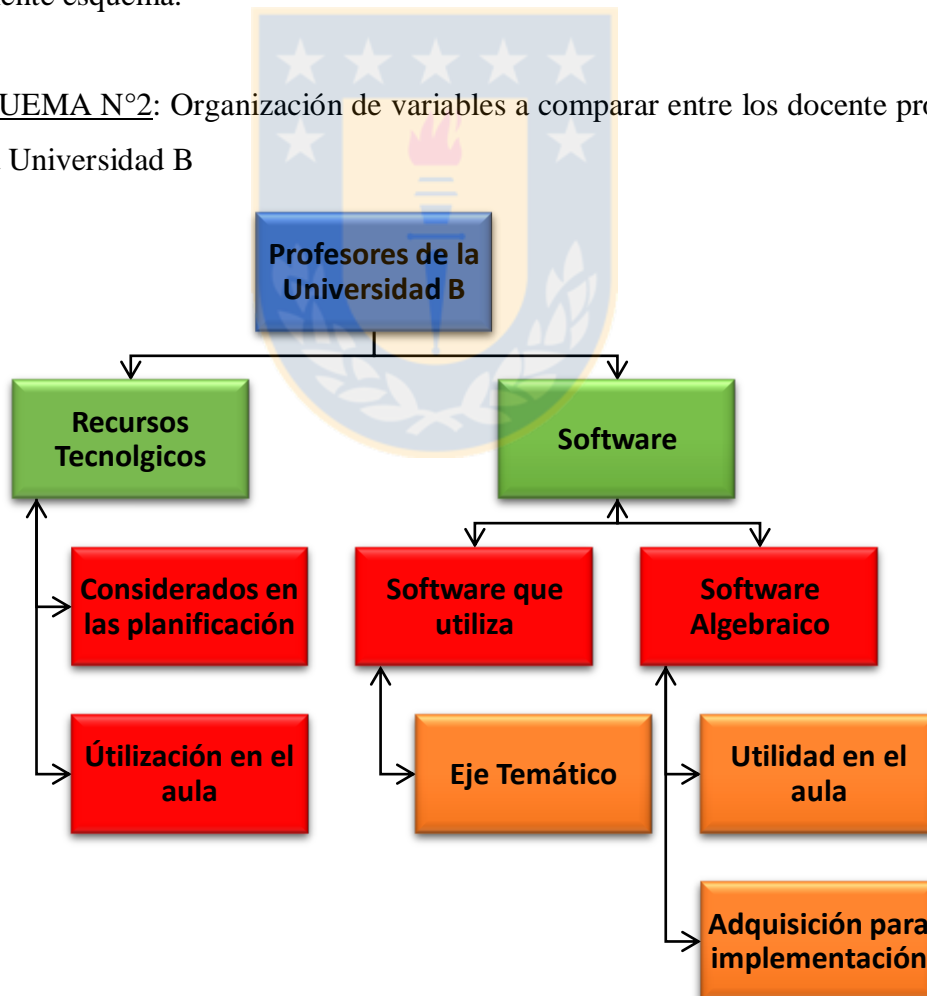 esquema.
UEMA N°2: Organización de variables a comparar entre los docente
Universidad B
Profesores de la
Universidad B
Recursos
Tecnolgicos
Software
Considerados en
las planificación
Software que
utiliza
Software
Algebraico
Útilización en el
aula
Eje Temático
Utilidad en el
aula
Adquisición para
implementación